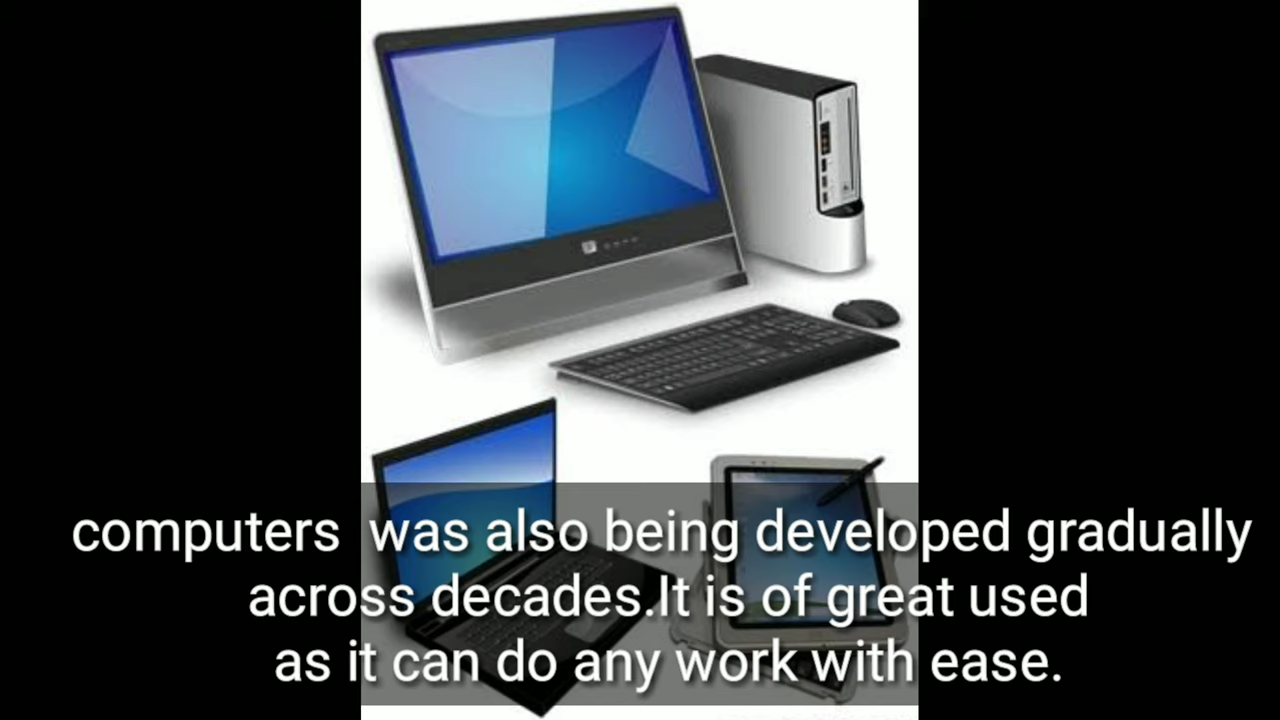 computers  was also being developed gradually
across decades.It is of great used
as it can do any work with ease.